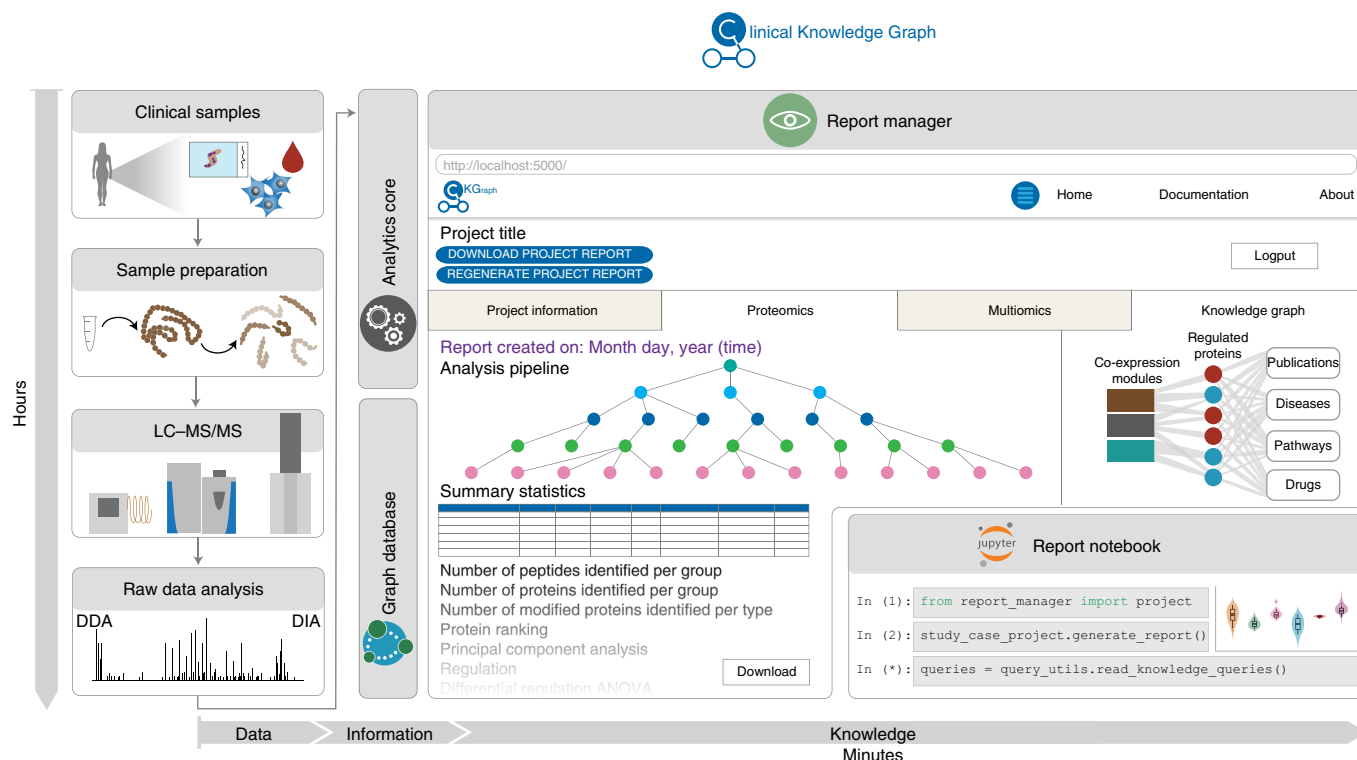 Clinical Knowledge Graph
Hours
Clinical samples
Sample preparation
LC–MS/MS
Raw data analysis
DDA
DIA
Analytics core
Graph database
Report manager
http://localhost:5000/
CKGraph
Home
Documentation
About
Project title
DOWNLOAD PROJECT REPORT
REGENERATE PROJECT REPORT
Logput
Project information
Proteomics
Multiomics
Knowledge graph
Report created on: Month day, year (time)
Analysis pipeline
Summary statistics
Number of peptides identified per group
Number of proteins identified per group
Number of modified proteins identified per type
Protein ranking
Principal component analysis
Regulation
Differential regulation ANOVA
Download
Co-expression
modules
Regulated
proteins
Publications
Diseases
Pathways
Drugs
jupyter
Report notebook
In (1): from report_manager import project
In (2): study_case_project.generate_report()
In (*): queries = query_utils.read_knowledge_queries()
Data
Information
Knowledge
Minutes